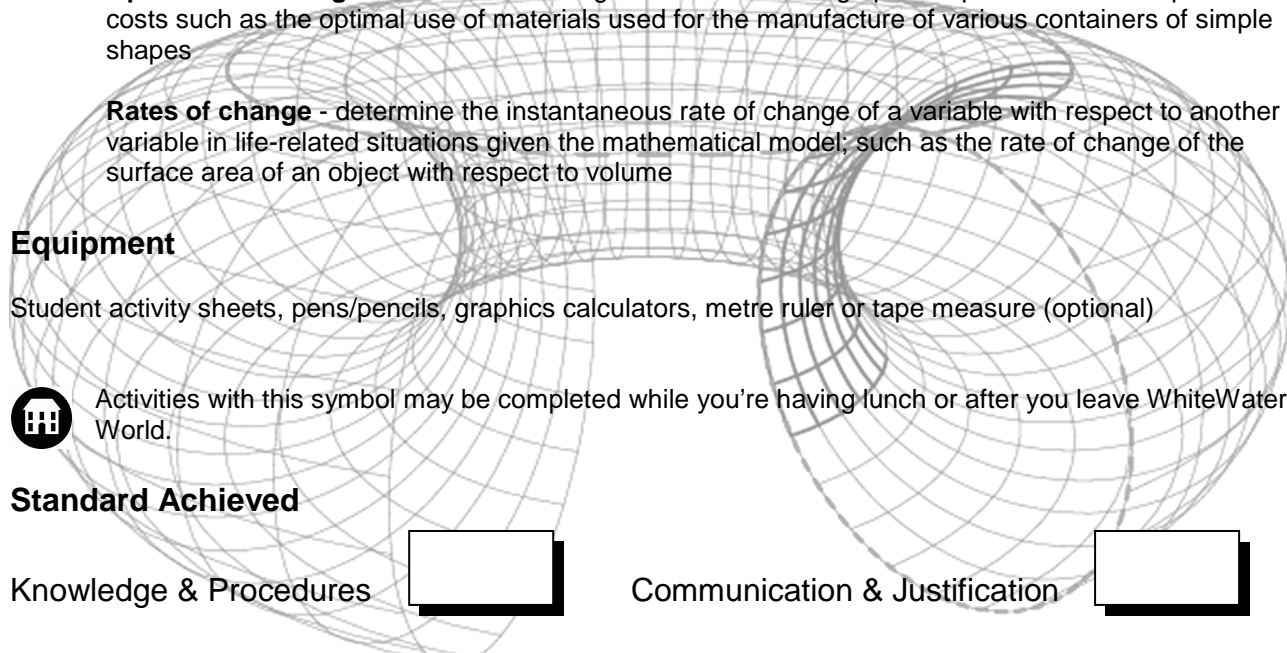 costs such as the optimal use of materials used for the manufacture of various containers of simple
shapes
Rates of change - determine the instantaneous rate of change of a variable with respect to another
variable in life-related situations given the mathematical model; such as the rate of change of the
surface area of an object with respect to volume
Equipment
Student activity sheets, pens/pencils, graphics calculators, metre ruler or tape measure (optional)
Activities with this symbol may be completed while you're having lunch or after you leave WhiteWater
World.
Standard Achieved
Knowledge & Procedures Communication & Justification